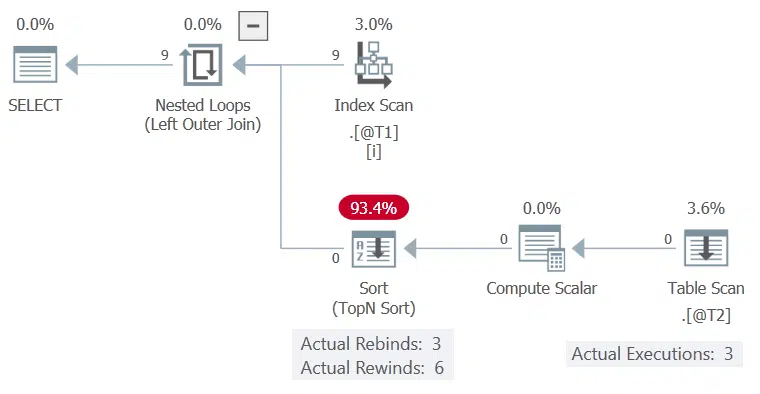 0.0%
0.0%
3.0%
9
9
SELECT
Nested Loops
(Left Outer Join)
Index Scan
.[@T1]
[i]
93.4%
0.0%
3.6%
A
Z
0
0
0
Sort
(TopN Sort)
Compute Scalar
Table Scan
.[@T2]
Actual Rebinds: 3
Actual Rewinds: 6
Actual Executions: 3